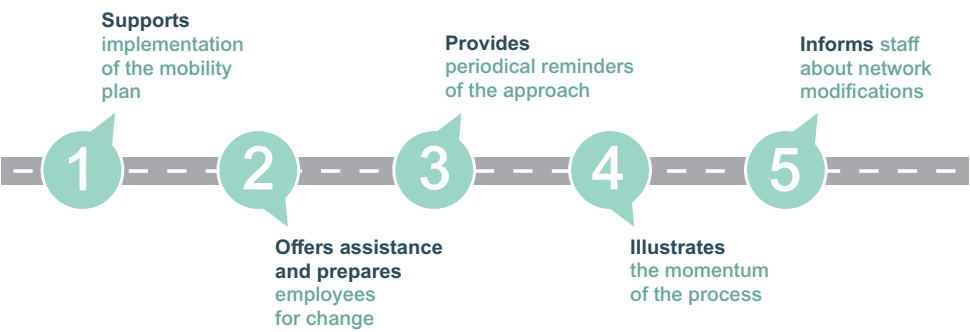 Supports
implementation
of the mobility
plan
Provides
periodical reminders
of the approach
Informs staff
about network
modifications
1
2
3
4
5
Offers assistance
and prepares
employees
for change
Illustrates
the momentum
of the process